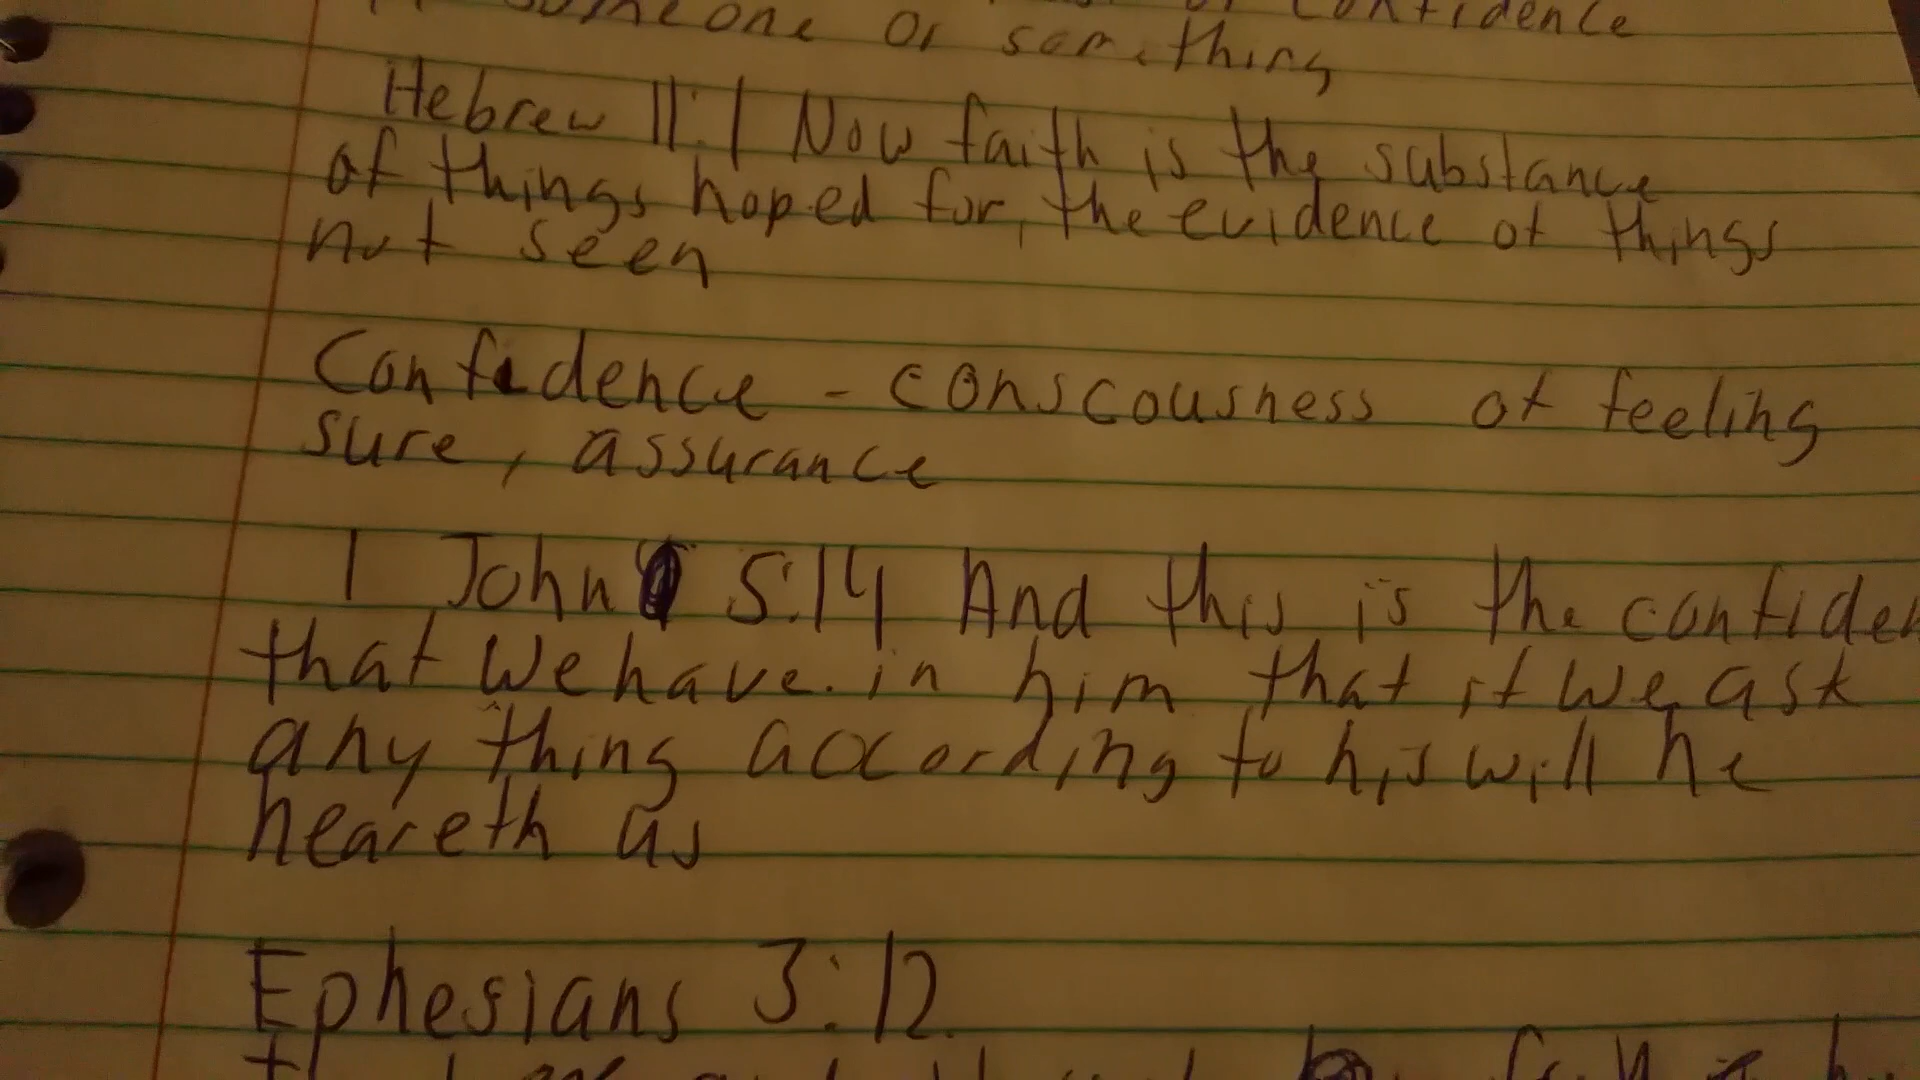 someone or something confidence
Hebrew 11:1 Now faith is the substance
of things hoped for, the evidence of things
not seen
Confidence - conscousness of feeling
sure, assurance
1 John 5:14 And this is the confiden
that we have in him that if we ask
any thing according to his will he
heareth us
Ephesians 3:12